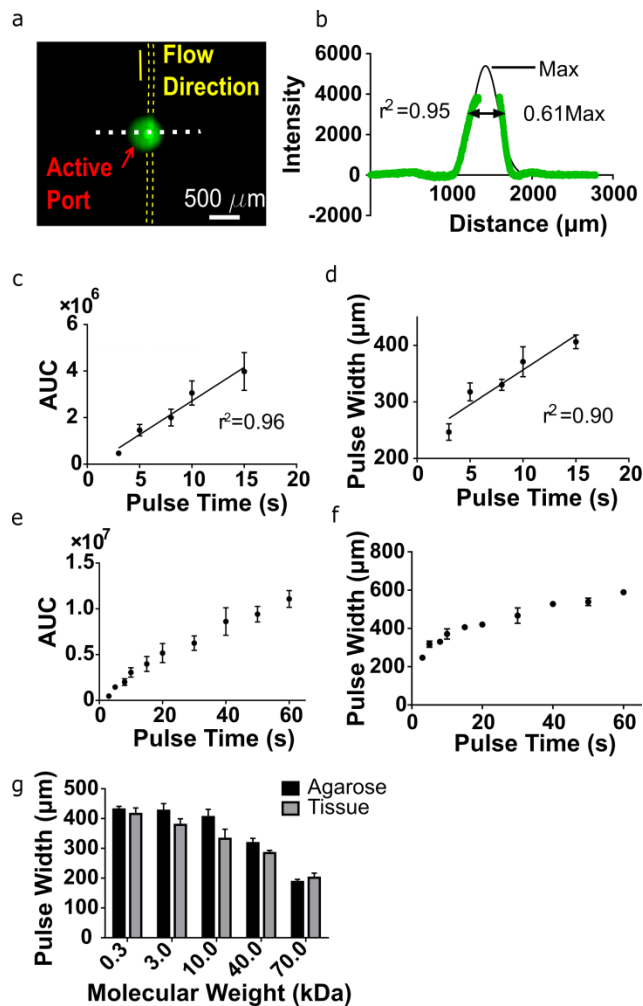 a
Flow
Direction
Active
Port
500 μm
b
Intensity
6000
4000
2000
0
-2000
Max
r²=0.95
0.61Max
1000
2000
3000
Distance (μm)
c
×10⁶
AUC
6
4
2
0
0 5 10 15 20
r²=0.96
Pulse Time (s)
d
Pulse Width (μm)
400
300
200
0 5 10 15 20
r²=0.90
Pulse Time (s)
e
×10⁷
AUC
1.5
1.0
0.5
0
0 20 40 60
Pulse Time (s)
f
Pulse Width (μm)
800
600
400
200
0
0 20 40 60
Pulse Time (s)
g
Pulse Width (μm)
500
400
300
200
100
0
Agarose
Tissue
0.3 3.0 10.0 40.0 70.0
Molecular Weight (kDa)